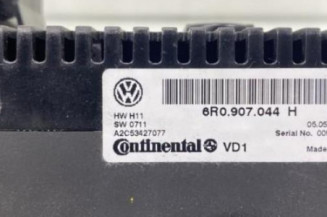 6R0.907.044 H
HW H11
SW 0711
A2C53427077
05.05
Serial No. 00
Continental VD1
Made